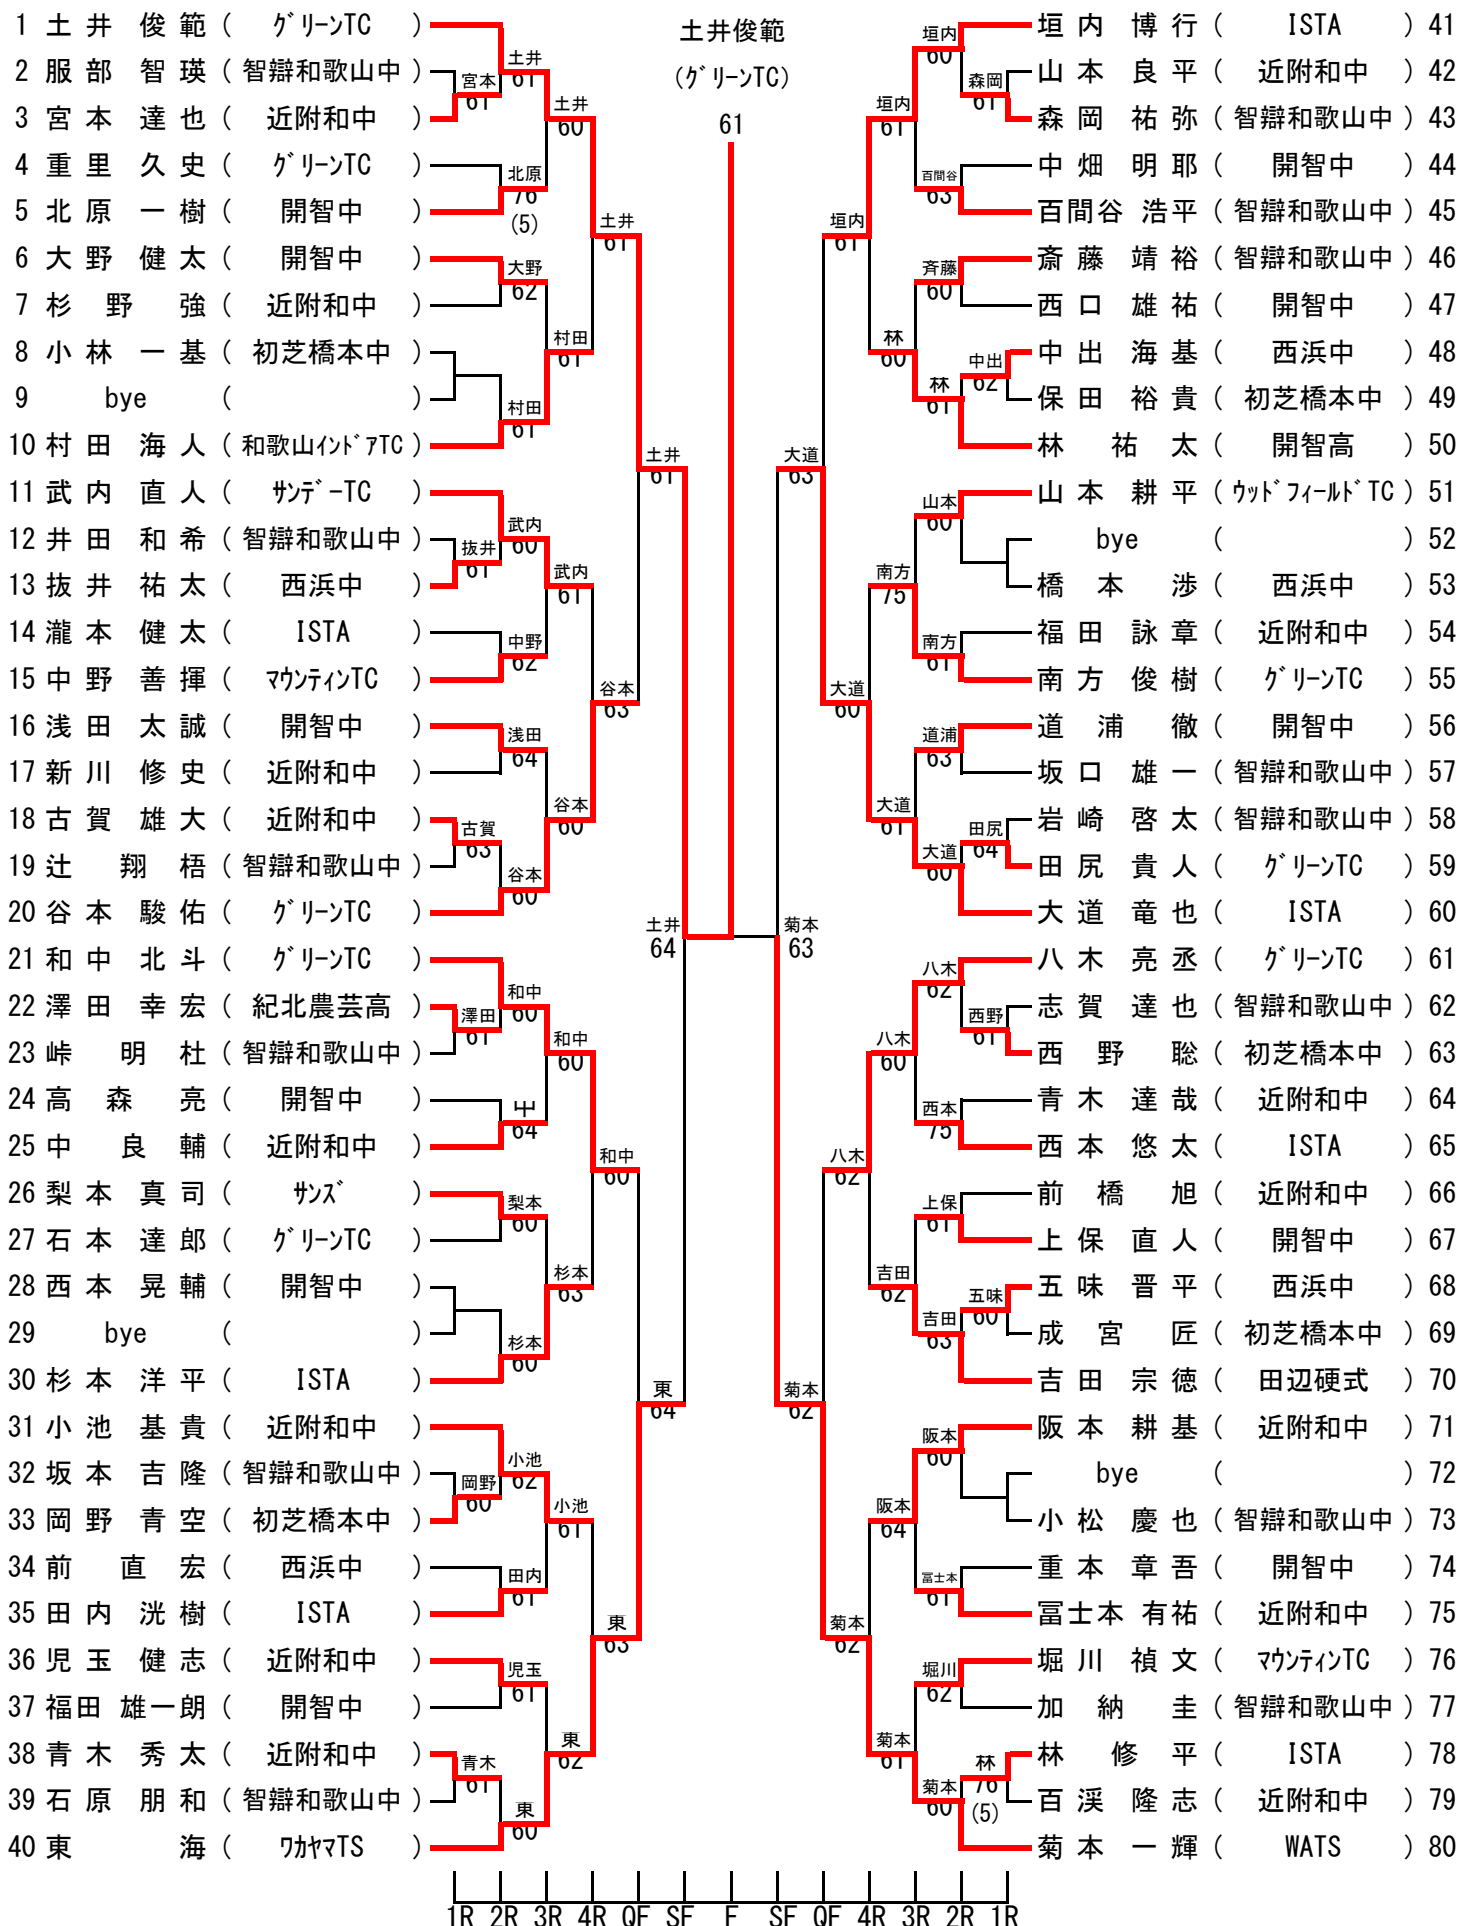 土井俊範
(グリーンTC)
61
1 土井 俊範 ( グリーンTC )
2 服部 智瑛 ( 智辯和歌山中 )
3 宮本 達也 ( 近附和中 )
4 重里 久史 ( グリーンTC )
5 北原 一樹 ( 開智中 )
6 大野 健太 ( 開智中 )
7 杉野 強 ( 近附和中 )
8 小林 一基 ( 初芝橋本中 )
9 bye ( )
10 村田 海人 ( 和歌山インドアTC )
11 武内 直人 ( サンデーTC )
12 井田 和希 ( 智辯和歌山中 )
13 抜井 祐太 ( 西浜中 )
14 瀧本 健太 ( ISTA )
15 中野 善揮 ( マウンティンTC )
16 浅田 太誠 ( 開智中 )
17 新川 修史 ( 近附和中 )
18 古賀 雄大 ( 近附和中 )
19 辻 翔梧 ( 智辯和歌山中 )
20 谷本 駿佑 ( グリーンTC )
21 和中 北斗 ( グリーンTC )
22 澤田 幸宏 ( 紀北農芸高 )
23 峠 明杜 ( 智辯和歌山中 )
24 高森 亮 ( 開智中 )
25 中 良輔 ( 近附和中 )
26 梨本 真司 ( サンズ )
27 石本 達郎 ( グリーンTC )
28 西本 晃輔 ( 開智中 )
29 bye ( )
30 杉本 洋平 ( ISTA )
31 小池 基貴 ( 近附和中 )
32 坂本 吉隆 ( 智辯和歌山中 )
33 岡野 青空 ( 初芝橋本中 )
34 前 直宏 ( 西浜中 )
35 田内 洸樹 ( ISTA )
36 児玉 健志 ( 近附和中 )
37 福田 雄一朗 ( 開智中 )
38 青木 秀太 ( 近附和中 )
39 石原 朋和 ( 智辯和歌山中 )
40 東 海 ( ワカヤマTS )
宮本 61
抜井 61
古賀 63
澤田 61
岡野 60
青木 61
土井 61
北原 76 (5)
大野 62
村田 61
武内 60
中野 62
浅田 64
谷本 60
和中 60
中 64
梨本 60
杉本 60
小池 62
田内 61
児玉 61
東 60
土井 60
村田 61
武内 61
谷本 60
和中 60
杉本 63
小池 61
東 62
土井 61
谷本 63
和中 60
東 63
土井 61
東 64
土井 64
菊本 63
大道 63
菊本 62
垣内 61
大道 60
八木 62
菊本 62
垣内 61
林 60
南方 75
大道 61
八木 60
吉田 62
阪本 64
菊本 61
垣内 60
百間谷 63
斉藤 60
林 61
山本 60
南方 61
道浦 63
大道 60
八木 62
西本 75
上保 61
吉田 63
阪本 60
冨士本 61
堀川 62
菊本 60
森岡 61
中出 62
田尻 64
西野 61
五味 60
林 76 (5)
垣内 博行 ( ISTA ) 41
山本 良平 ( 近附和中 ) 42
森岡 祐弥 ( 智辯和歌山中 ) 43
中畑 明耶 ( 開智中 ) 44
百間谷 浩平 ( 智辯和歌山中 ) 45
斎藤 靖裕 ( 智辯和歌山中 ) 46
西口 雄祐 ( 開智中 ) 47
中出 海基 ( 西浜中 ) 48
保田 裕貴 ( 初芝橋本中 ) 49
林 祐太 ( 開智高 ) 50
山本 耕平 ( ウッドフィールドTC ) 51
bye ( ) 52
橋本 渉 ( 西浜中 ) 53
福田 詠章 ( 近附和中 ) 54
南方 俊樹 ( グリーンTC ) 55
道浦 徹 ( 開智中 ) 56
坂口 雄一 ( 智辯和歌山中 ) 57
岩崎 啓太 ( 智辯和歌山中 ) 58
田尻 貴人 ( グリーンTC ) 59
大道 竜也 ( ISTA ) 60
八木 亮丞 ( グリーンTC ) 61
志賀 達也 ( 智辯和歌山中 ) 62
西野 聡 ( 初芝橋本中 ) 63
青木 達哉 ( 近附和中 ) 64
西本 悠太 ( ISTA ) 65
前橋 旭 ( 近附和中 ) 66
上保 直人 ( 開智中 ) 67
五味 晋平 ( 西浜中 ) 68
成宮 匠 ( 初芝橋本中 ) 69
吉田 宗徳 ( 田辺硬式 ) 70
阪本 耕基 ( 近附和中 ) 71
bye ( ) 72
小松 慶也 ( 智辯和歌山中 ) 73
重本 章吾 ( 開智中 ) 74
冨士本 有祐 ( 近附和中 ) 75
堀川 禎文 ( マウンティンTC ) 76
加納 圭 ( 智辯和歌山中 ) 77
林 修平 ( ISTA ) 78
百渓 隆志 ( 近附和中 ) 79
菊本 一輝 ( WATS ) 80
1R 2R 3R 4R QF SF F SF QF 4R 3R 2R 1R